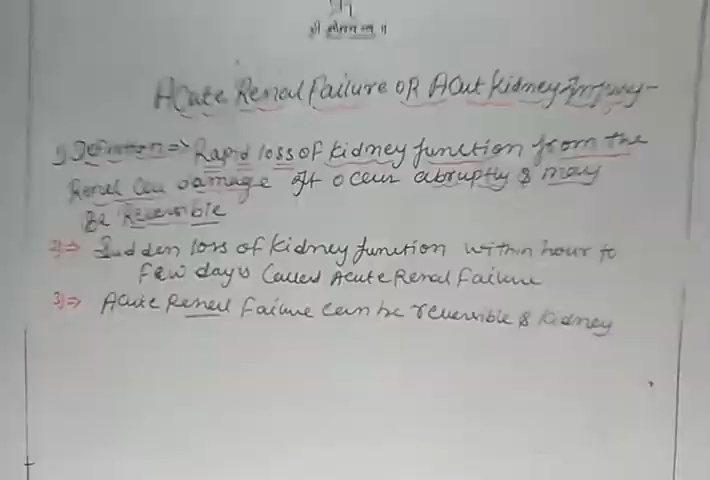 श्री
Acute Renal Failure OR Acut kidney Injury-
1) Definition => Rapid loss of kidney function from the
Renal Cell damage It occur abruptly & may
Be Reversible
2) => Sudden loss of kidney function within hour to
few days Called Acute Renal Failure
3) => Acute Renal Failure can be reversible & kidney